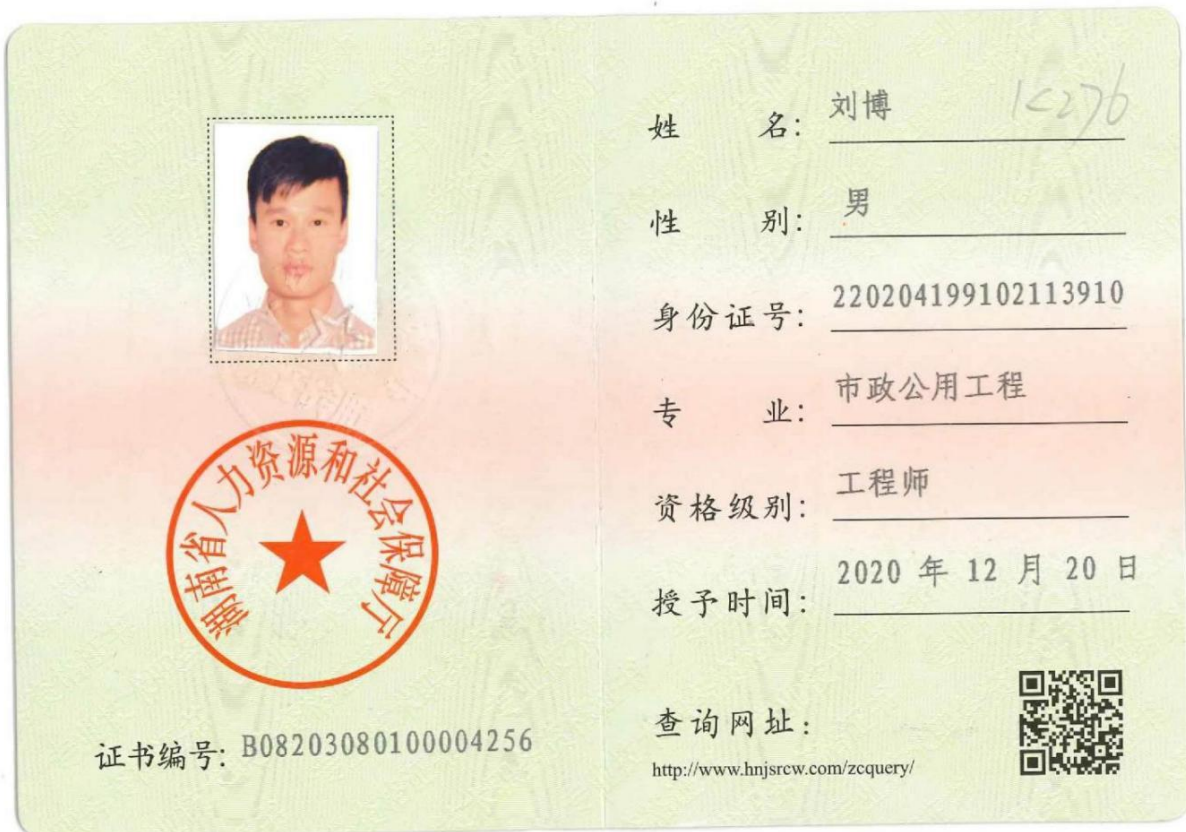 湖南省人力资源和社会保障厅
证书编号: B08203080100004256
姓 名: 刘博
K276
性 别: 男
身份证号: 220204199102113910
专 业: 市政公用工程
资格级别: 工程师
授予时间: 2020 年 12 月 20 日
查询网址:
http://www.hnjsrcw.com/zcquery/